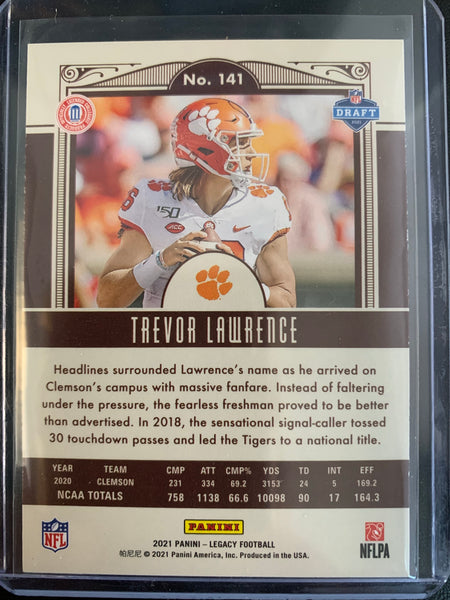 No. 141
NFL
DRAFT
2021
16
150
ACC
TREVOR LAWRENCE
Headlines surrounded Lawrence's name as he arrived on
Clemson's campus with massive fanfare. Instead of faltering
under the pressure, the fearless freshman proved to be better
than advertised. In 2018, the sensational signal-caller tossed
30 touchdown passes and led the Tigers to a national title.
YEAR TEAM CMP ATT CMP% YDS TD INT EFF
2020 CLEMSON 231 334 69.2 3153 24 5 169.2
NCAA TOTALS 758 1138 66.6 10098 90 17 164.3
NFL
PANINI
NFLPA
2021 PANINI – LEGACY FOOTBALL
帕尼尼 © 2021 Panini America, Inc. Produced in the USA.